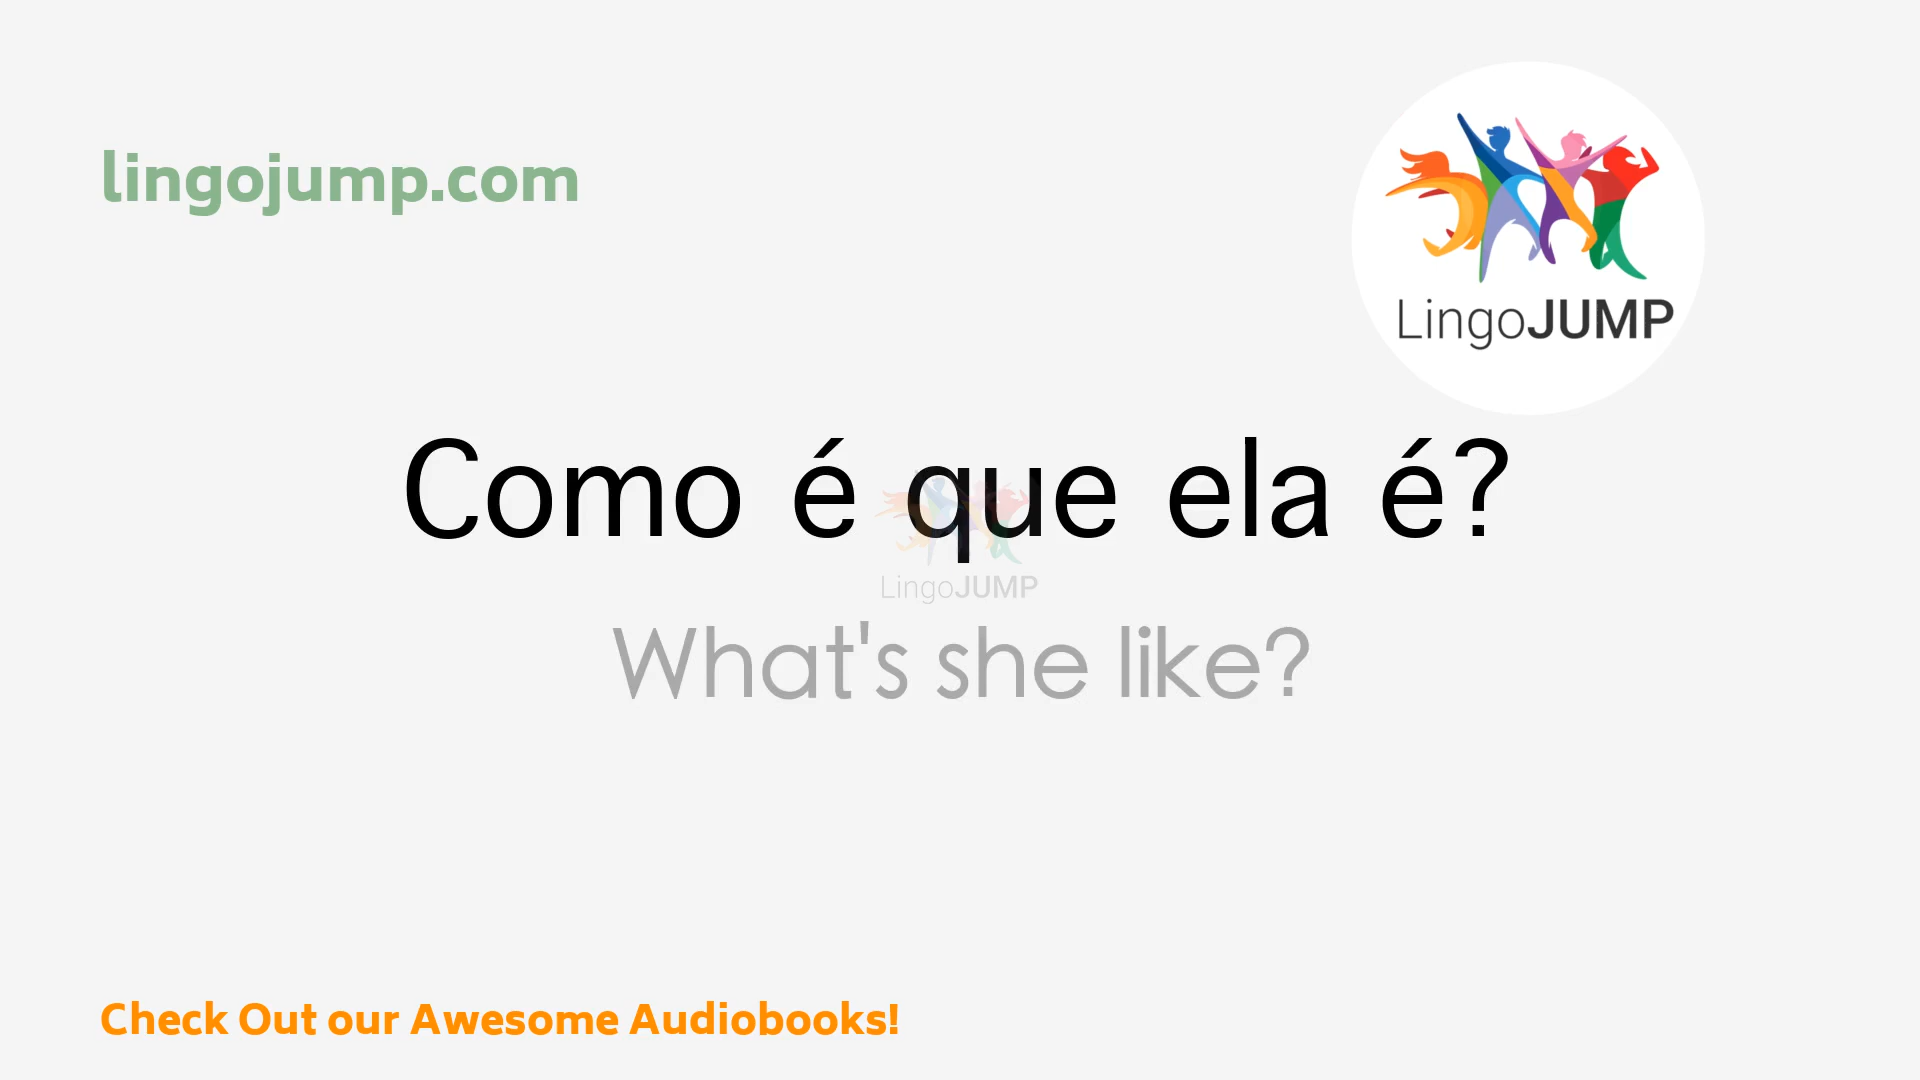 lingojump.com
LingoJUMP
Como é que ela é?
LingoJUMP
What's she like?
Check Out our Awesome Audiobooks!